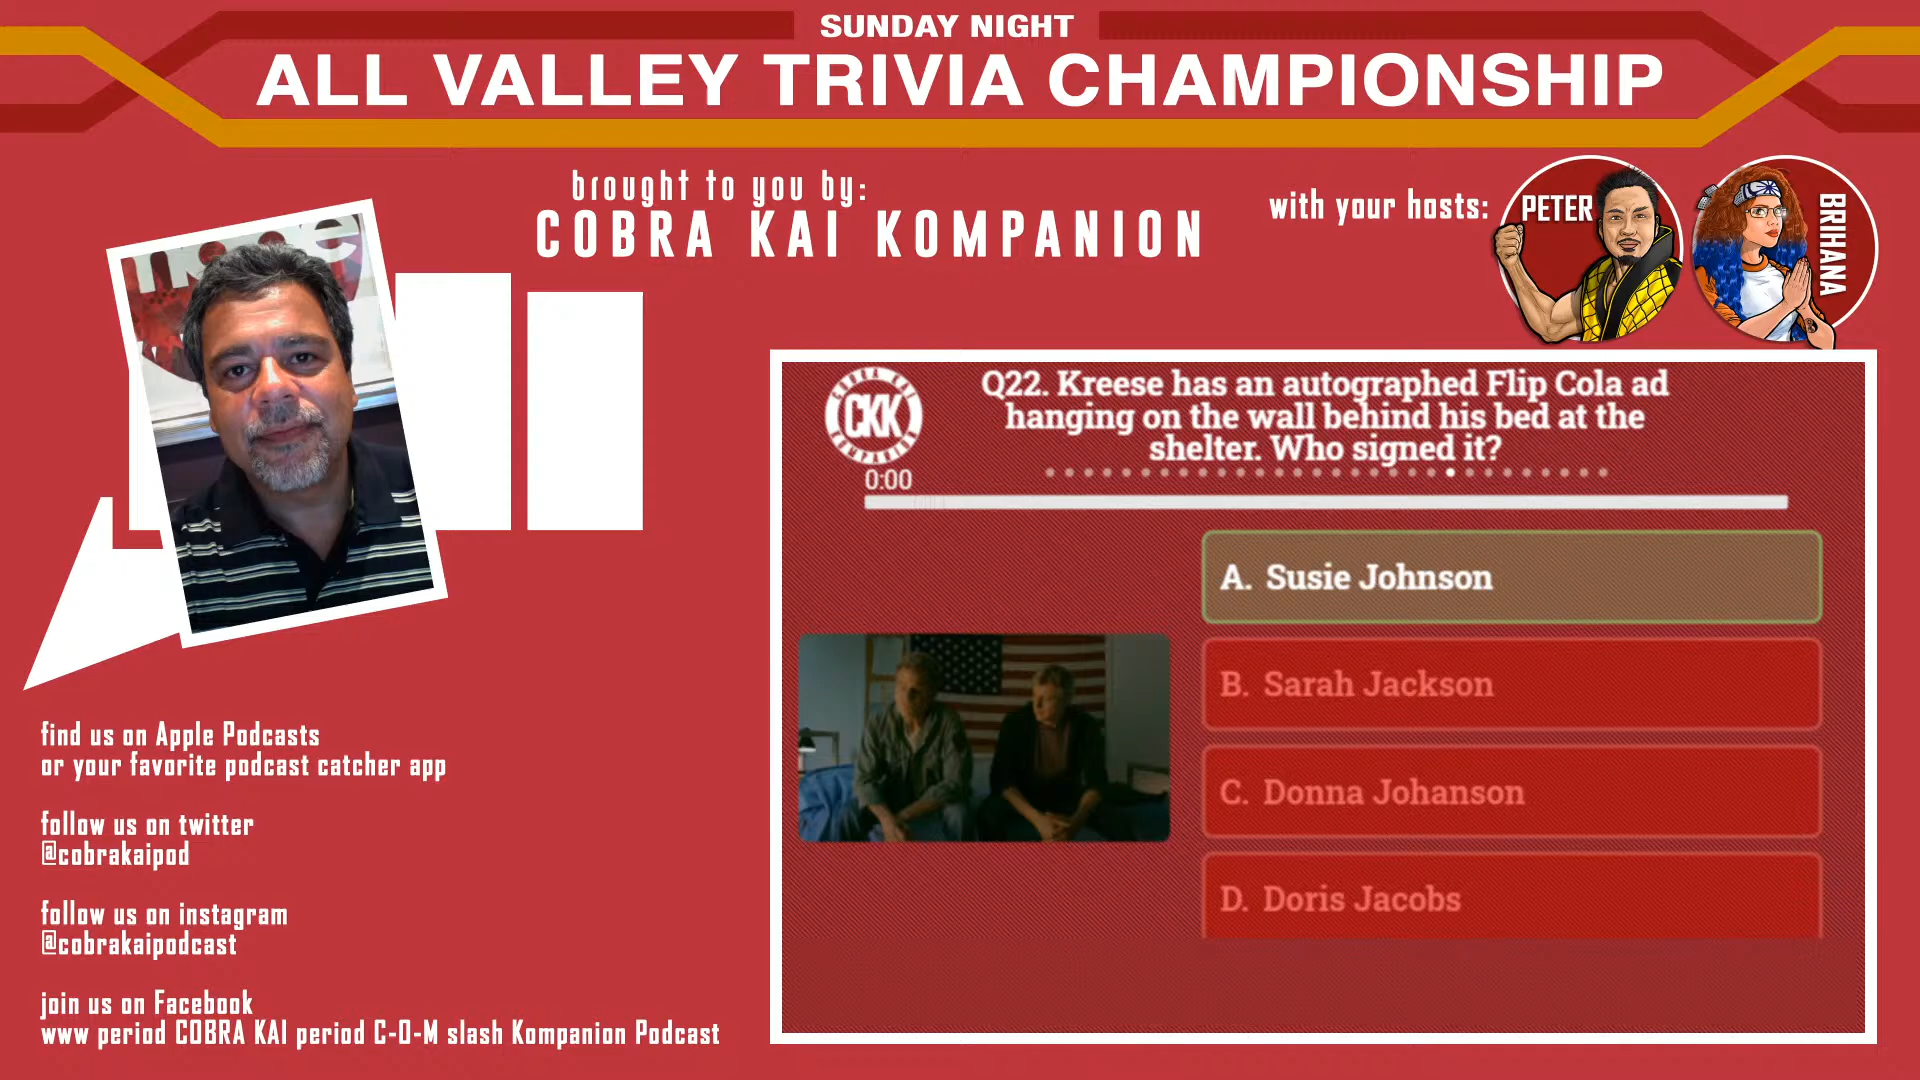 SUNDAY NIGHT
ALL VALLEY TRIVIA CHAMPIONSHIP
brought to you by:
COBRA KAI KOMPANION
with your hosts:
PETER
BRIHANA
COBRA KAI
CKK
KOMPANION
0:00
Q22. Kreese has an autographed Flip Cola ad
hanging on the wall behind his bed at the
shelter. Who signed it?
A. Susie Johnson
B. Sarah Jackson
C. Donna Johanson
D. Doris Jacobs
find us on Apple Podcasts
or your favorite podcast catcher app
follow us on twitter
@cobrakaipod
follow us on instagram
@cobrakaipodcast
join us on Facebook
www period COBRA KAI period C-O-M slash Kompanion Podcast